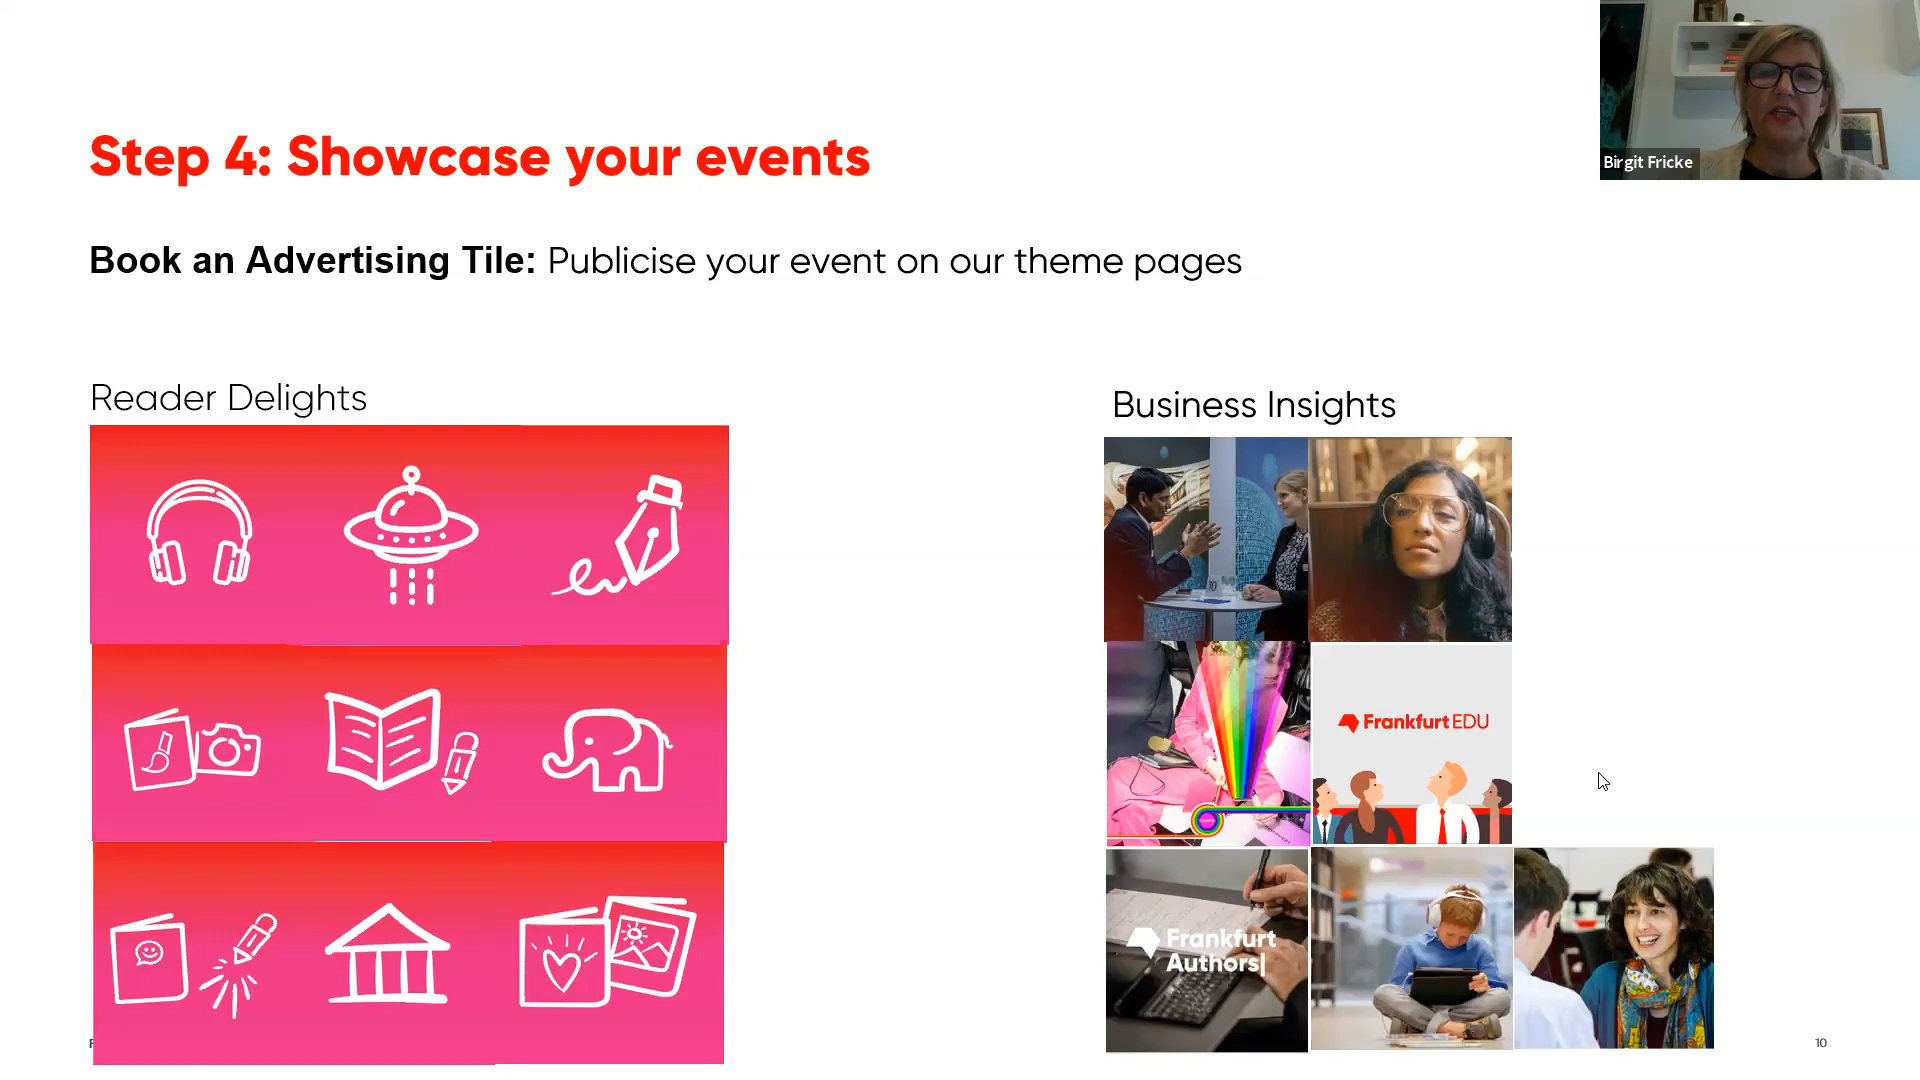 Birgit Fricke
Step 4: Showcase your events
Book an Advertising Tile: Publicise your event on our theme pages
Reader Delights
Business Insights
10
Frankfurt EDU
Frankfurt
Authors|
10